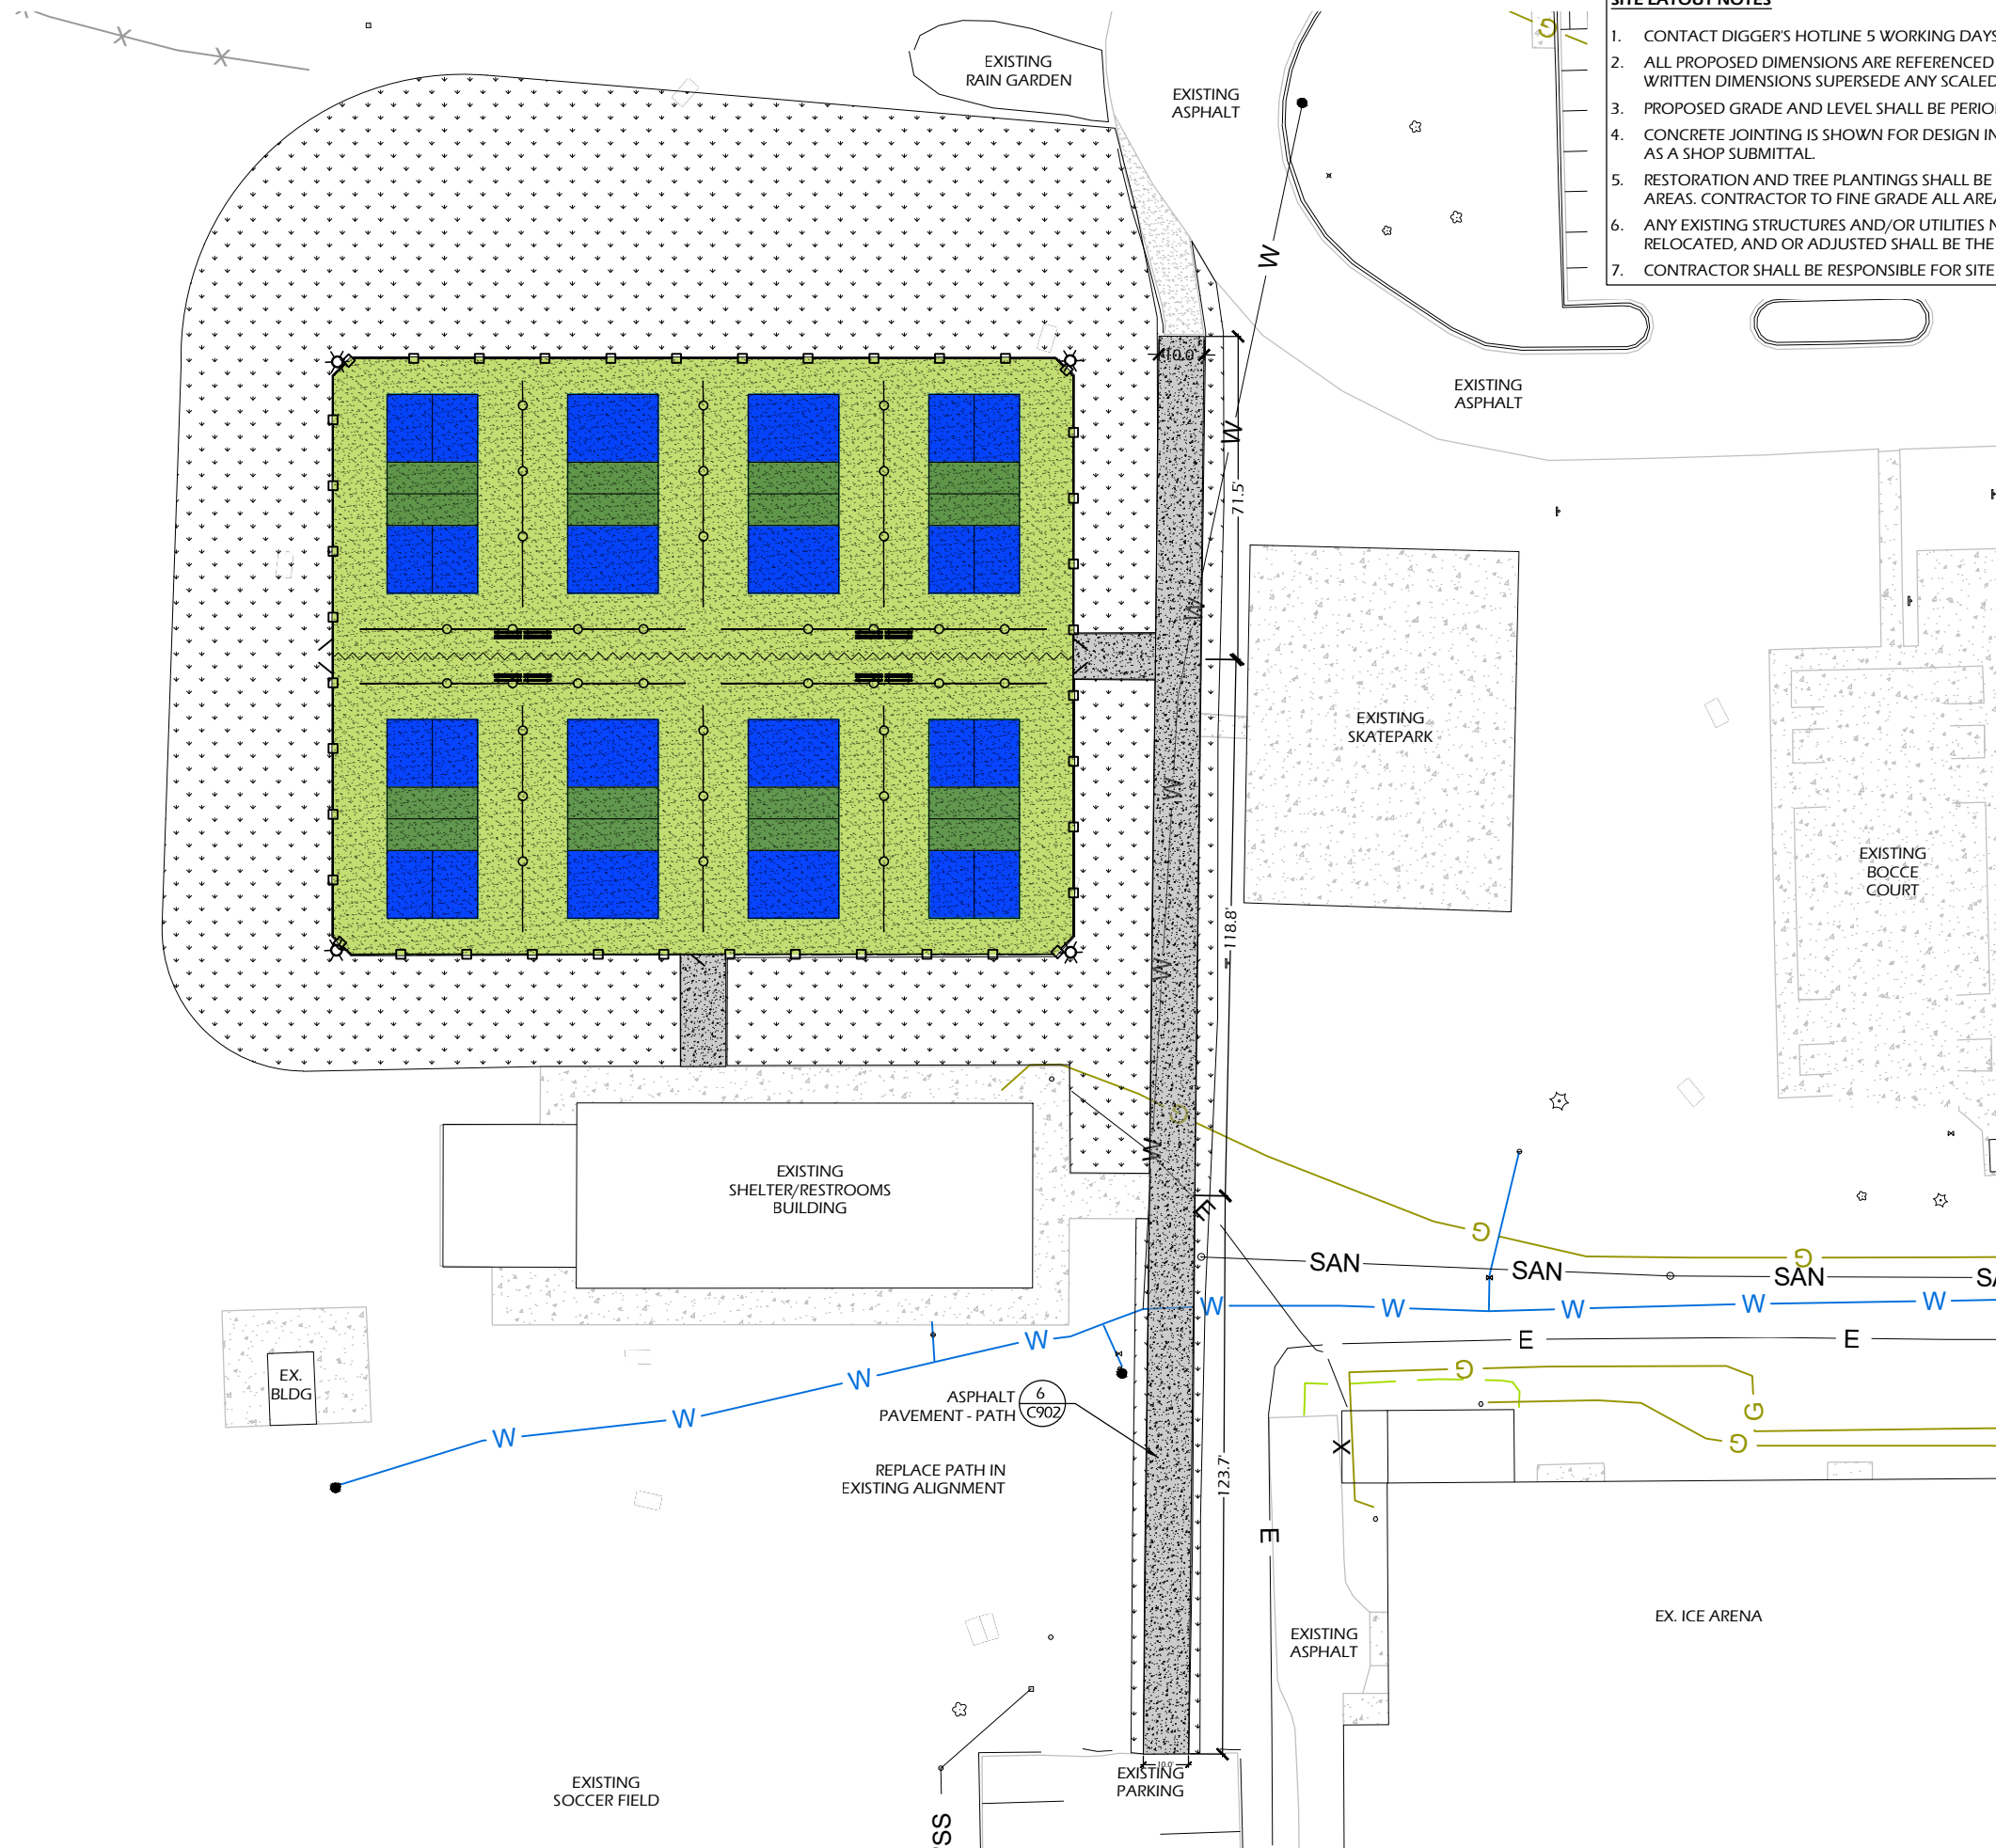 SITE LAYOUT NOTES
1. CONTACT DIGGER'S HOTLINE 5 WORKING DAYS
2. ALL PROPOSED DIMENSIONS ARE REFERENCED
WRITTEN DIMENSIONS SUPERSEDE ANY SCALED
3. PROPOSED GRADE AND LEVEL SHALL BE
4. CONCRETE JOINTING IS SHOWN FOR DESIGN
AS A SHOP SUBMITTAL.
5. RESTORATION AND TREE PLANTINGS SHALL BE
AREAS. CONTRACTOR TO FINE GRADE ALL
6. ANY EXISTING STRUCTURES AND/OR UTILITIES
RELOCATED, AND OR ADJUSTED SHALL BE THE
7. CONTRACTOR SHALL BE RESPONSIBLE FOR SITE
X
X
G
EXISTING
RAIN GARDEN
EXISTING
ASPHALT
W
10.0'
EXISTING
ASPHALT
W
71.5'
W
EXISTING
SKATEPARK
W
EXISTING
BOCCE
COURT
118.8'
W
G
W
EXISTING
SHELTER/RESTROOMS
BUILDING
E
G
SAN
SAN
G
SAN
W
W
W
W
W
W
E
E
EX.
BLDG
W
W
W
G
G
G
ASPHALT
PAVEMENT - PATH
6
C902
X
REPLACE PATH IN
EXISTING ALIGNMENT
123.7'
E
EXISTING
ASPHALT
EX. ICE ARENA
10.0'
EXISTING
PARKING
EXISTING
SOCCER FIELD
SS